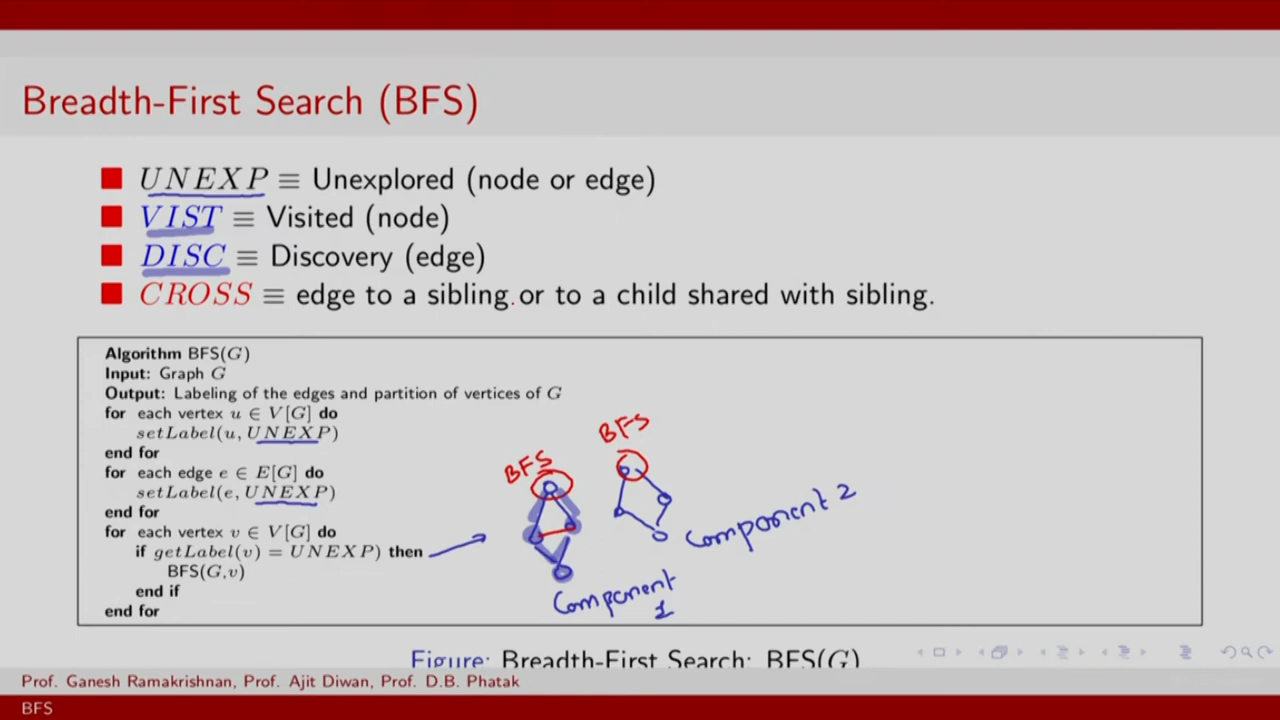 Breadth-First Search (BFS)
UNEXP ≡ Unexplored (node or edge)
VIST ≡ Visited (node)
DISC ≡ Discovery (edge)
CROSS ≡ edge to a sibling or to a child shared with sibling.
Algorithm BFS(G)
Input: Graph G
Output: Labeling of the edges and partition of vertices of G
for each vertex u ∈ V[G] do
setLabel(u, UNEXP)
end for
for each edge e ∈ E[G] do
setLabel(e, UNEXP)
end for
for each vertex v ∈ V[G] do
if getLabel(v) = UNEXP) then
BFS(G,v)
end if
end for
BFS
BFS
Component 1
Component 2
Figure: Breadth-First Search: BFS(G)
Prof. Ganesh Ramakrishnan, Prof. Ajit Diwan, Prof. D.B. Phatak
BFS